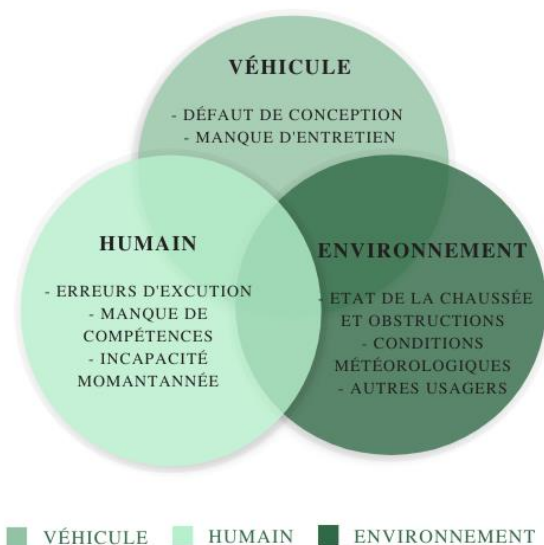 VÉHICULE
- DÉFAUT DE CONCEPTION
- MANQUE D'ENTRETIEN
HUMAIN
- ERREURS D'EXCUTION
- MANQUE DE
COMPÉTENCES
- INCAPACITÉ
MOMANTANNÉE
ENVIRONNEMENT
- ETAT DE LA CHAUSSÉE
ET OBSTRUCTIONS
- CONDITIONS
MÉTÉOROLOGIQUES
- AUTRES USAGERS
VÉHICULE HUMAIN ENVIRONNEMENT